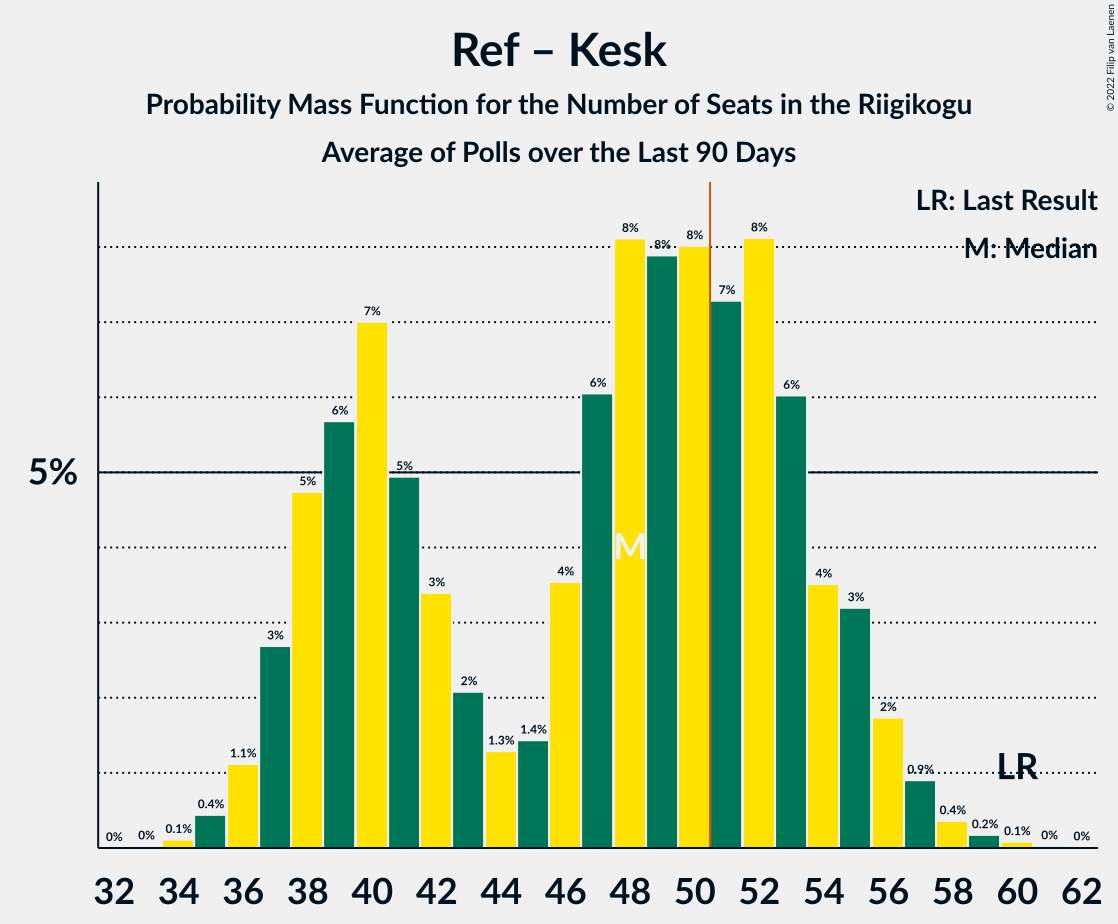 Ref – Kesk
Probability Mass Function for the Number of Seats in the Riigikogu
Average of Polls over the Last 90 Days
© 2022 Filip van Laenen
LR: Last Result
M: Median
5%
0% 0% 0.1% 0.4% 1.1% 3% 5% 6% 7% 5% 3% 2% 1.3% 1.4% 4% 6% 8% 8% 8% 7% 8% 6% 4% 3% 2% 0.9% 0.4% 0.2% 0.1% 0% 0%
M
LR
32 34 36 38 40 42 44 46 48 50 52 54 56 58 60 62